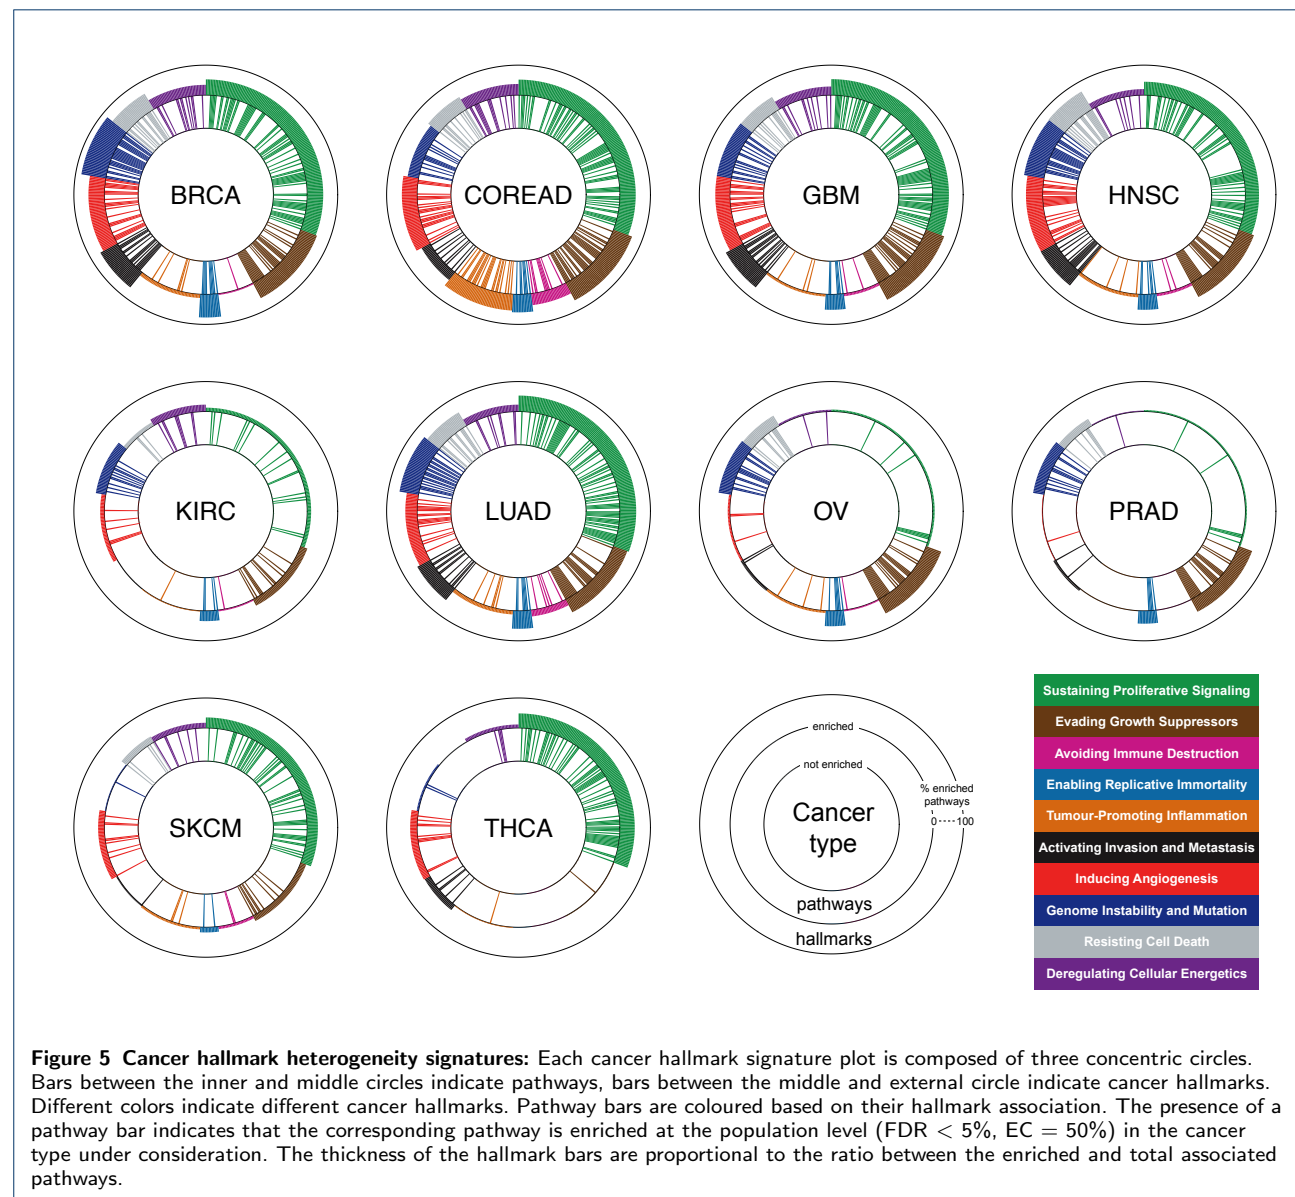 BRCA
COREAD
GBM
HNSC
KIRC
LUAD
OV
PRAD
SKCM
THCA
enriched
not enriched
% enriched
pathways
0----100
Cancer
type
pathways
hallmarks
Sustaining Proliferative Signaling
Evading Growth Suppressors
Avoiding Immune Destruction
Enabling Replicative Immortality
Tumour-Promoting Inflammation
Activating Invasion and Metastasis
Inducing Angiogenesis
Genome Instability and Mutation
Resisting Cell Death
Deregulating Cellular Energetics
Figure 5 Cancer hallmark heterogeneity signatures: Each cancer hallmark signature plot is composed of three concentric circles.
Bars between the inner and middle circles indicate pathways, bars between the middle and external circle indicate cancer hallmarks.
Different colors indicate different cancer hallmarks. Pathway bars are coloured based on their hallmark association. The presence of a
pathway bar indicates that the corresponding pathway is enriched at the population level (FDR < 5%, EC = 50%) in the cancer
type under consideration. The thickness of the hallmark bars are proportional to the ratio between the enriched and total associated
pathways.